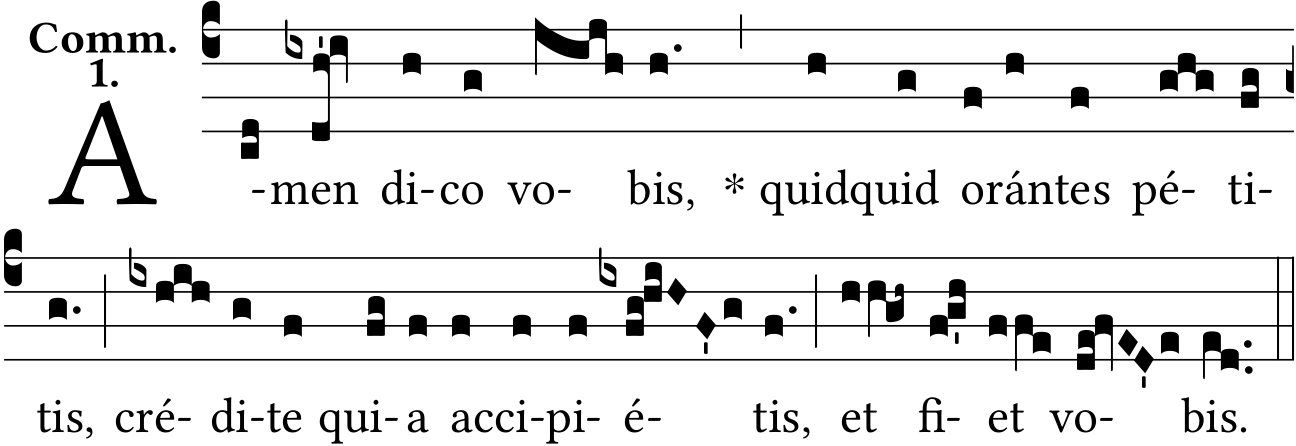 Comm.
1.
A-men di-co vo- bis, * quidquid orántes pé- ti-
tis, cré- di-te qui-a acci-pi- é- tis, et fi- et vo- bis.